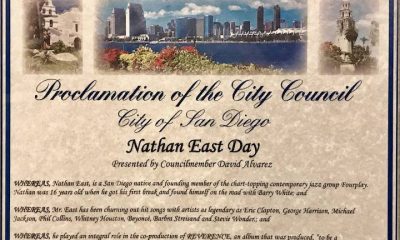 Proclamation of the City Council
City of San Diego
Nathan East Day
Presented by Councilmember David Alvarez
WHEREAS, Nathan East, is a San Diego native and founding member of the chart-topping contemporary jazz group Fourplay.
Nathan was 16 years old when he got his first break and found himself on the road with Barry White; and
WHEREAS, Mr. East has been churning out hit songs with artists as legendary as Eric Clapton, George Harrison, Michael
Jackson, Phil Collins, Whitney Houston, Beyoncé, Barbra Streisand and Stevie Wonder; and
WHEREAS, he played an integral role in the co-production of REVERENCE, an album that was produced, "to be a